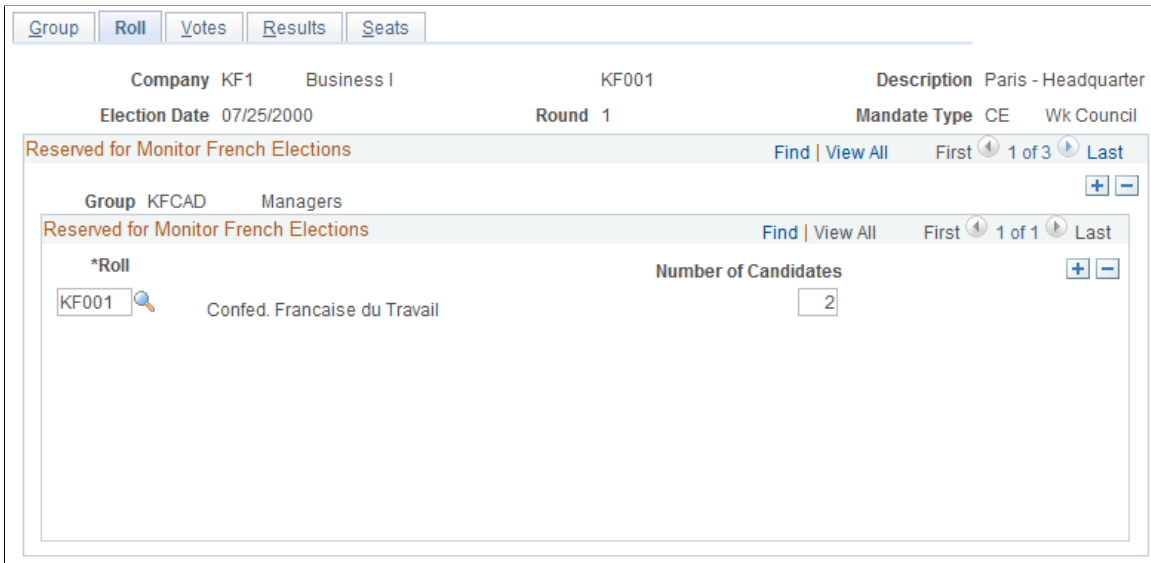 Group Roll Votes Results Seats
Company KF1 Business I KF001 Description Paris - Headquarter
Election Date 07/25/2000 Round 1 Mandate Type CE Wk Council
Reserved for Monitor French Elections Find | View All First 1 of 3 Last
Group KFCAD Managers
Reserved for Monitor French Elections Find | View All First 1 of 1 Last
*Roll Number of Candidates
KF001 Confed. Francaise du Travail 2